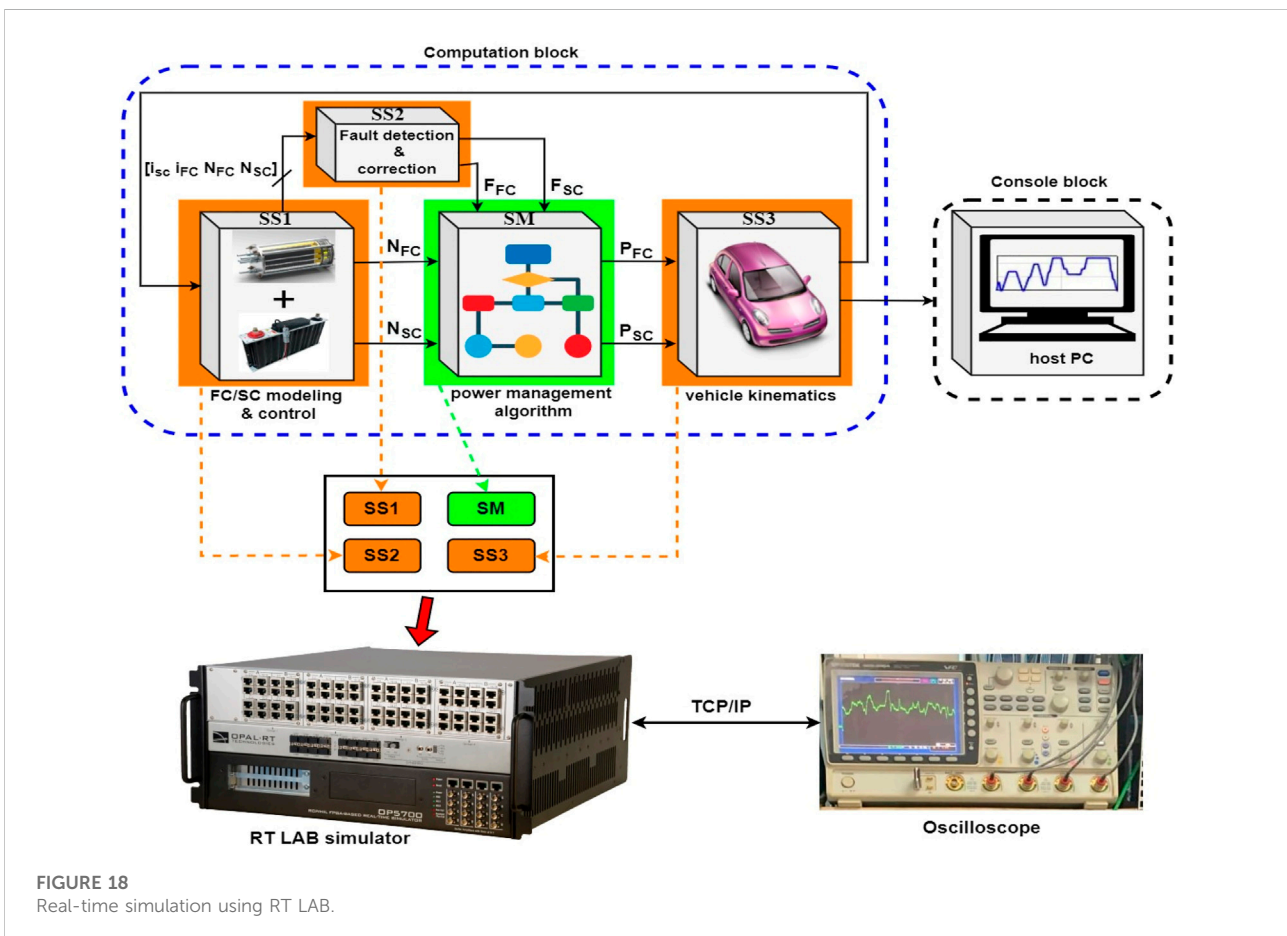 Computation block
SS2
Fault detection
&
correction
[isc iFC NFC NSC]
FFC
FSC
Console block
SS1
+
NFC
NSC
SM
PFC
PSC
SS3
host PC
FC/SC modeling
& control
power management
algorithm
vehicle kinematics
SS1
SM
SS2
SS3
TCP/IP
OPAL-RT
TECHNOLOGIES
OP5700
RT LAB simulator
Oscilloscope
FIGURE 18
Real-time simulation using RT LAB.